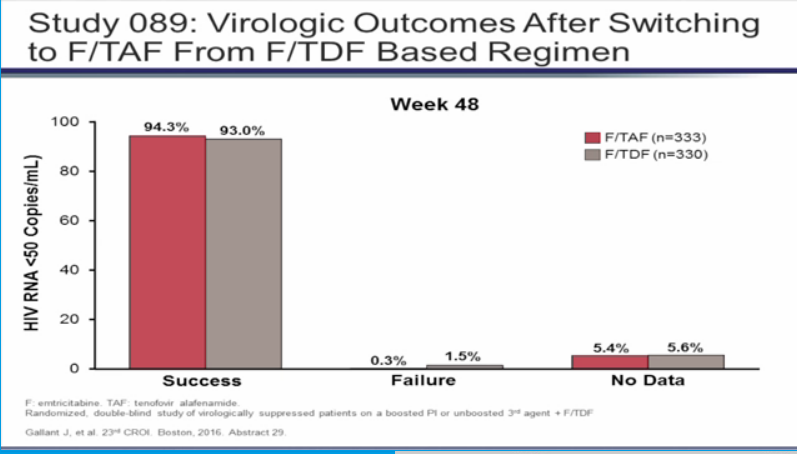 Study 089: Virologic Outcomes After Switching
to F/TAF From F/TDF Based Regimen
Week 48
HIV RNA <50 Copies/mL)
100
80
60
40
20
0
94.3%
93.0%
0.3%
1.5%
5.4%
5.6%
F/TAF (n=333)
F/TDF (n=330)
Success
Failure
No Data
F: emtricitabine. TAF: tenofovir alafenamide.
Randomized, double-blind study of virologically suppressed patients on a boosted PI or unboosted 3rd agent + F/TDF
Gallant J, et al. 23rd CROI. Boston, 2016. Abstract 29.